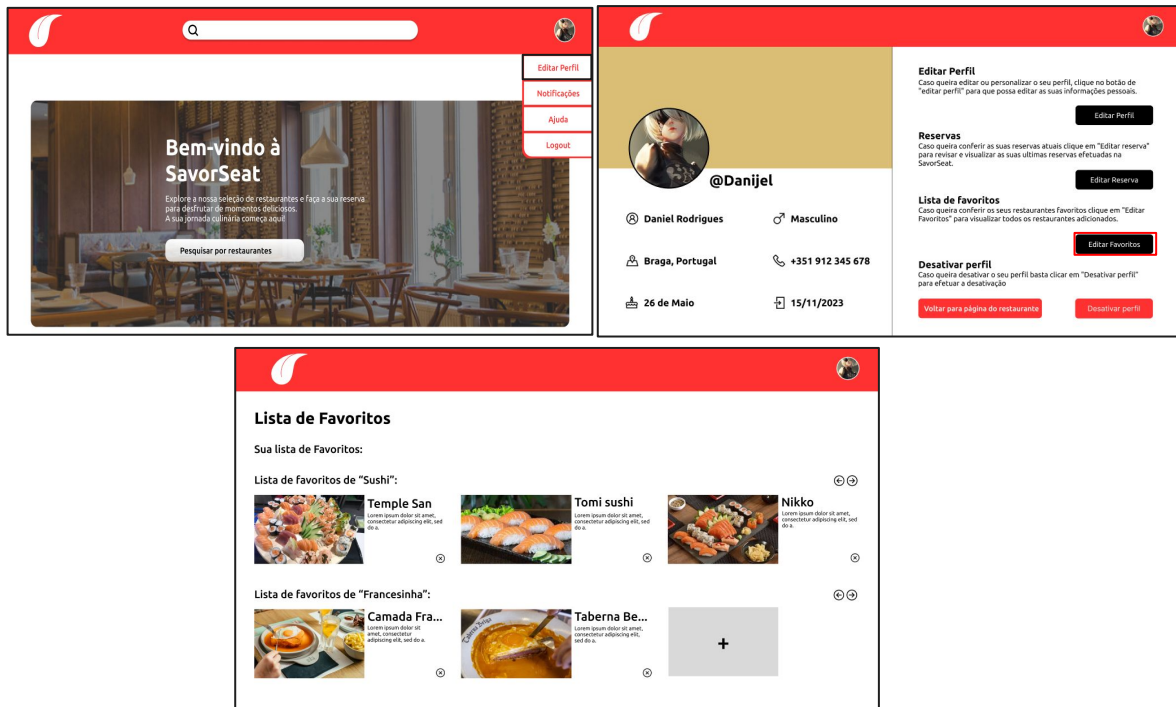 Editar Perfil
Notificações
Ajuda
Logout
Bem-vindo à
SavorSeat
Explore a nossa seleção de restaurantes e faça a sua reserva
para desfrutar de momentos deliciosos.
A sua jornada culinária começa aqui!
Pesquisar por restaurantes
@Danijel
Daniel Rodrigues
Masculino
Braga, Portugal
+351 912 345 678
26 de Maio
15/11/2023
Editar Perfil
Caso queira editar ou personalizar o seu perfil, clique no botão de
"editar perfil" para que possa editar as suas informações pessoais.
Editar Perfil
Reservas
Caso queira conferir as suas reservas atuais clique em "Editar reserva"
para revisar e visualizar as suas ultimas reservas efetuadas na
SavorSeat.
Editar Reserva
Lista de favoritos
Caso queira conferir os seus restaurantes favoritos clique em "Editar
Favoritos" para visualizar todos os restaurantes adicionados.
Editar Favoritos
Desativar perfil
Caso queira desativar o seu perfil basta clicar em "Desativar perfil"
para efetuar a desativação
Voltar para página do restaurante
Desativar perfil
Lista de Favoritos
Sua lista de Favoritos:
Lista de favoritos de "Sushi":
Temple San
Lorem ipsum dolor sit amet,
consectetur adipiscing elit, sed
do a.
Tomi sushi
Lorem ipsum dolor sit amet,
consectetur adipiscing elit, sed
do a.
Nikko
Lorem ipsum dolor sit amet,
consectetur adipiscing elit, sed
do a.
Lista de favoritos de "Francesinha":
Camada Fra...
Lorem ipsum dolor sit
amet, consectetur
adipiscing elit, sed do a.
Taberna Be...
Lorem ipsum dolor sit amet,
consectetur adipiscing elit,
sed do a.
+